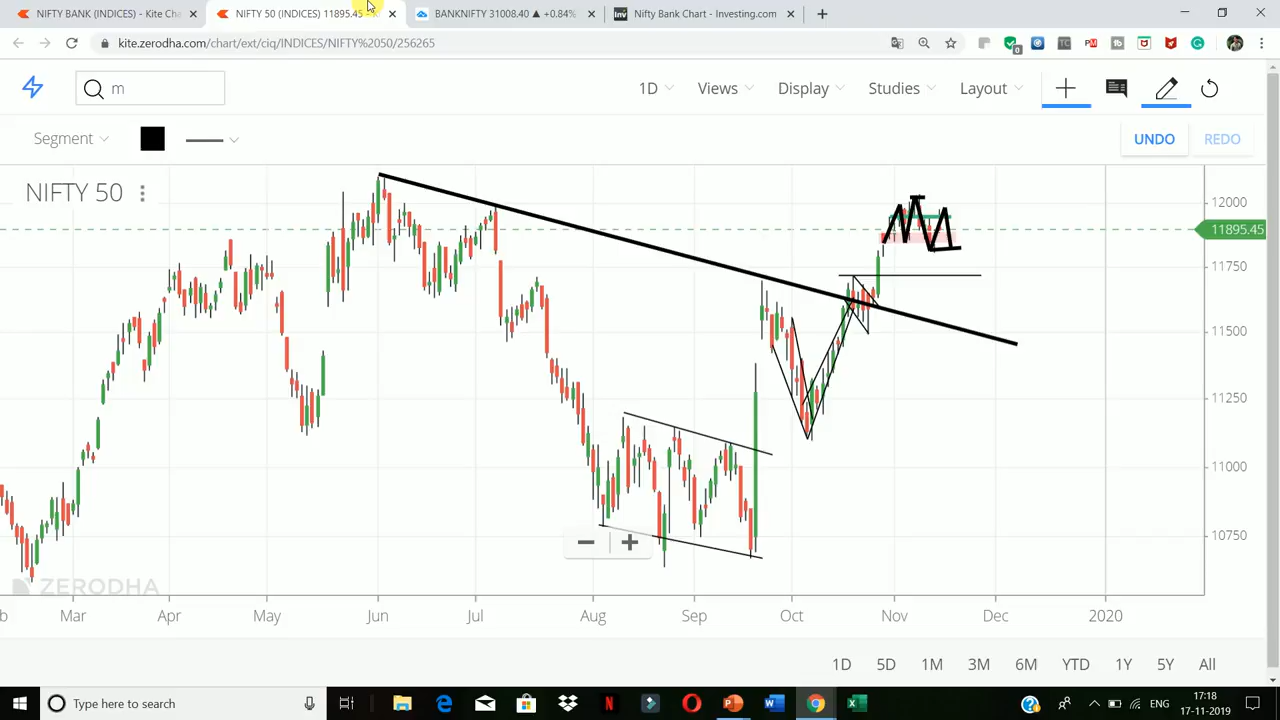 NIFTY BANK (INDICES) - Kite Cha
NIFTY 50 (INDICES) 11895.45
BANKNIFTY 31008.40 ▲ +0.84%
Nifty Bank Chart - Investing.com
kite.zerodha.com/chart/ext/ciq/INDICES/NIFTY%2050/256265
m
1D
Views
Display
Studies
Layout
Segment
UNDO
REDO
NIFTY 50
12000
11895.45
11750
11500
11250
11000
10750
ZERODHA
Mar
Apr
May
Jun
Jul
Aug
Sep
Oct
Nov
Dec
2020
1D
5D
1M
3M
6M
YTD
1Y
5Y
All
Type here to search
ENG
17:18
17-11-2019